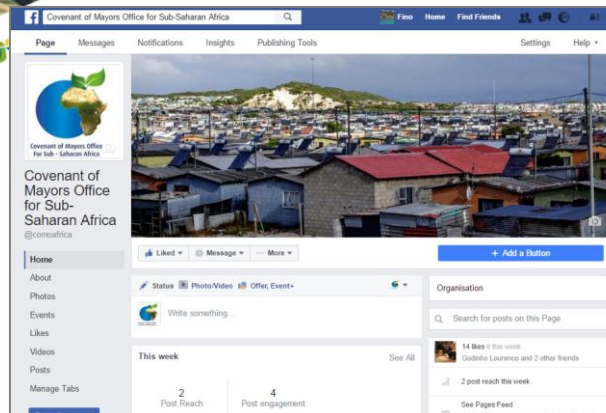 Covenant of Mayors Office for Sub-Saharan Africa
Fino Home Find Friends
Page Messages Notifications Insights Publishing Tools Settings Help
Covenant of Mayors Office
For Sub - Saharan Africa
Covenant of
Mayors Office
for Sub-
Saharan Africa
@comoafrica
Liked Message More + Add a Button
Home
About
Photos
Events
Likes
Videos
Posts
Manage Tabs
Status Photo/Video Offer, Event+
Write something...
This week See All
2 4
Post Reach Post engagement
Organisation
Search for posts on this Page
14 likes 0 this week
Godinho Lourenco and 2 other friends
2 post reach this week
See Pages Feed